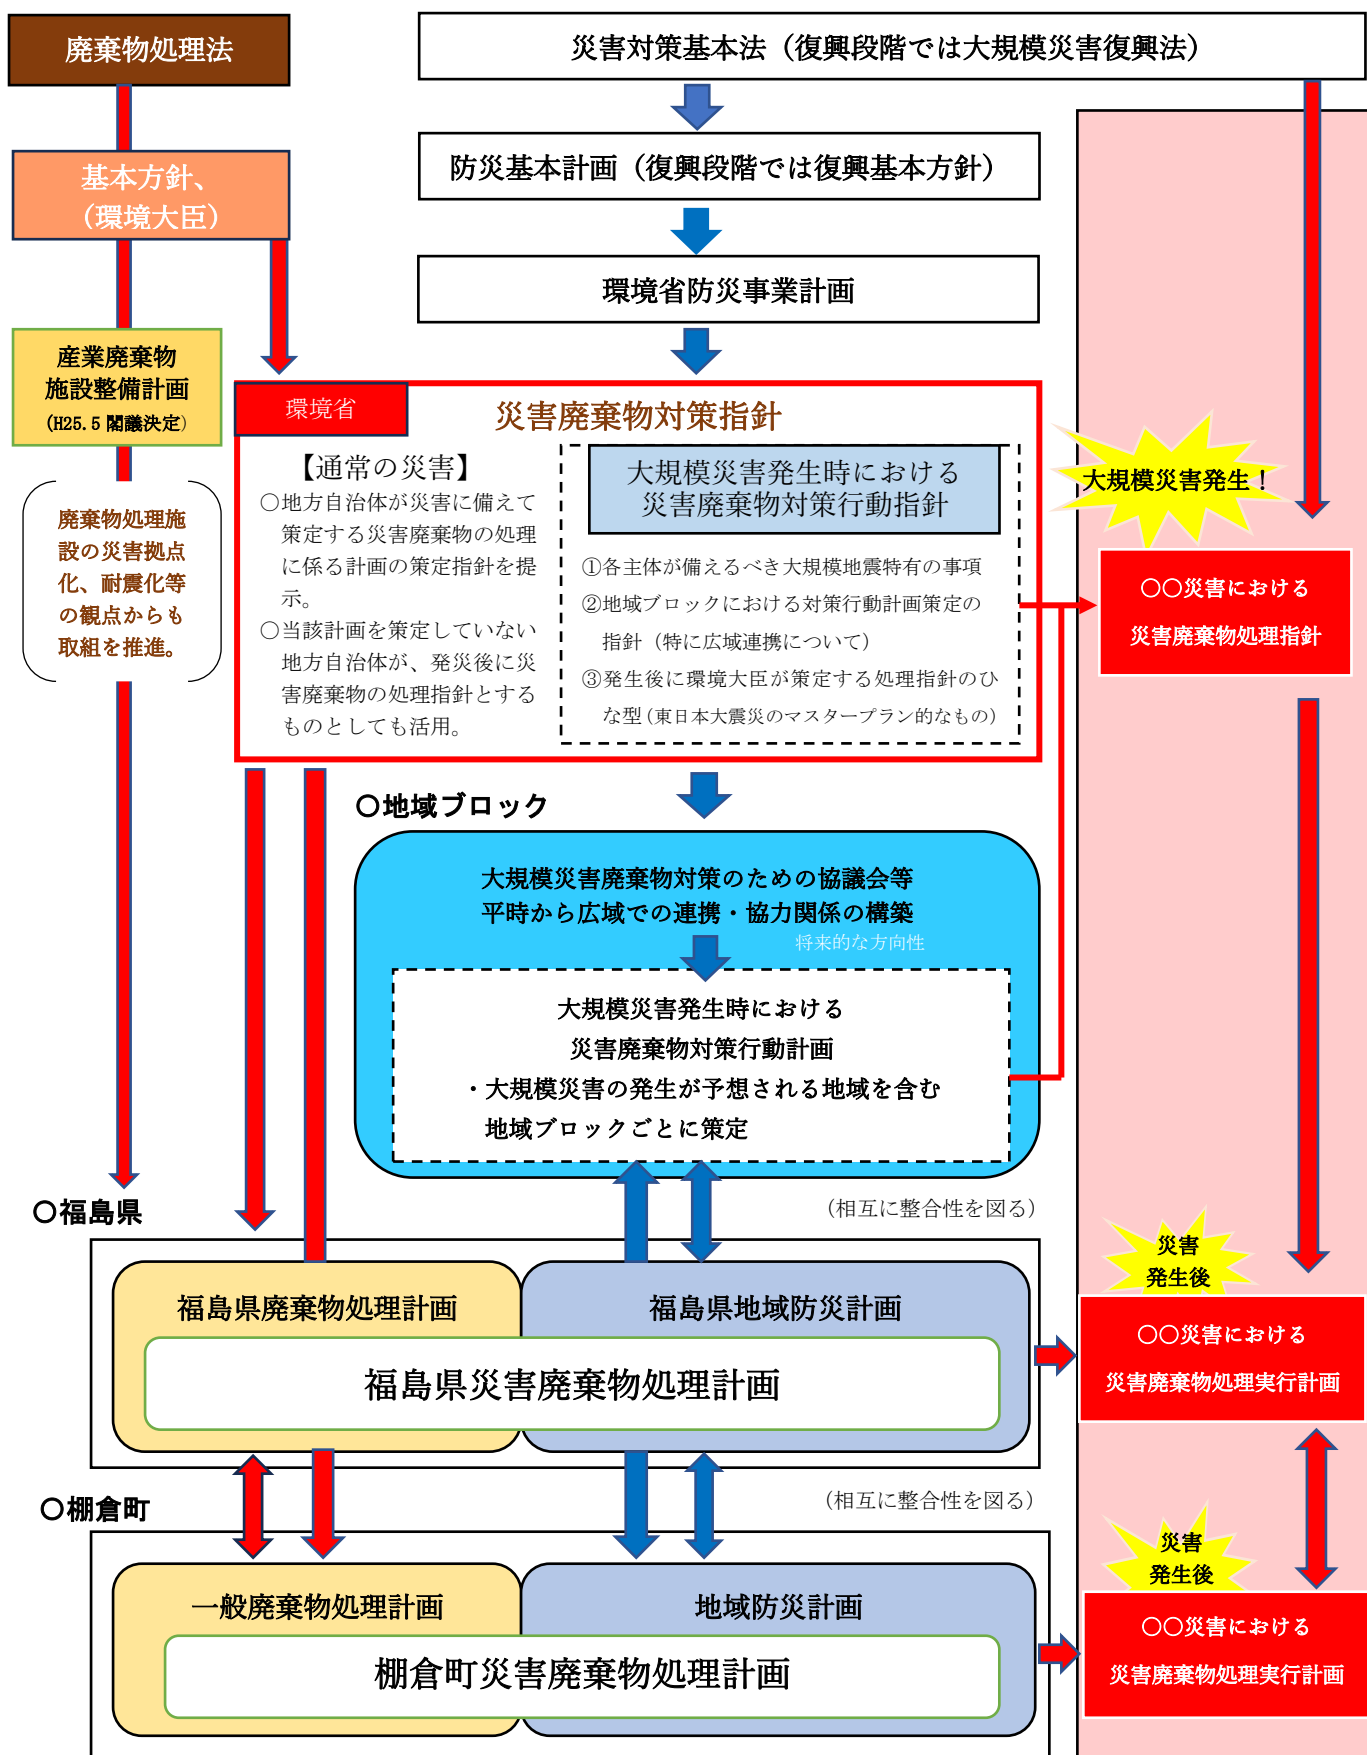 廃棄物処理法
災害対策基本法（復興段階では大規模災害復興法）
防災基本計画（復興段階では復興基本方針）
基本方針、
（環境大臣）
環境省防災事業計画
産業廃棄物
施設整備計画
（H25.5 閣議決定）
廃棄物処理施
設の災害拠点
化、耐震化等
の観点からも
取組を推進。
環境省
災害廃棄物対策指針
【通常の災害】
○地方自治体が災害に備えて
策定する災害廃棄物の処理
に係る計画の策定指針を提
示。
○当該計画を策定していない
地方自治体が、発災後に災
害廃棄物の処理指針とする
ものとしても活用。
大規模災害発生時における
災害廃棄物対策行動指針
①各主体が備えるべき大規模地震特有の事項
②地域ブロックにおける対策行動計画策定の
指針（特に広域連携について）
③発生後に環境大臣が策定する処理指針のひ
な型（東日本大震災のマスタープラン的なもの）
大規模災害発生！
○○災害における
災害廃棄物処理指針
○地域ブロック
大規模災害廃棄物対策のための協議会等
平時から広域での連携・協力関係の構築
将来的な方向性
大規模災害発生時における
災害廃棄物対策行動計画
・大規模災害の発生が予想される地域を含む
地域ブロックごとに策定
○福島県
（相互に整合性を図る）
福島県廃棄物処理計画
福島県地域防災計画
福島県災害廃棄物処理計画
災害
発生後
○○災害における
災害廃棄物処理実行計画
○棚倉町
（相互に整合性を図る）
一般廃棄物処理計画
地域防災計画
棚倉町災害廃棄物処理計画
災害
発生後
○○災害における
災害廃棄物処理実行計画